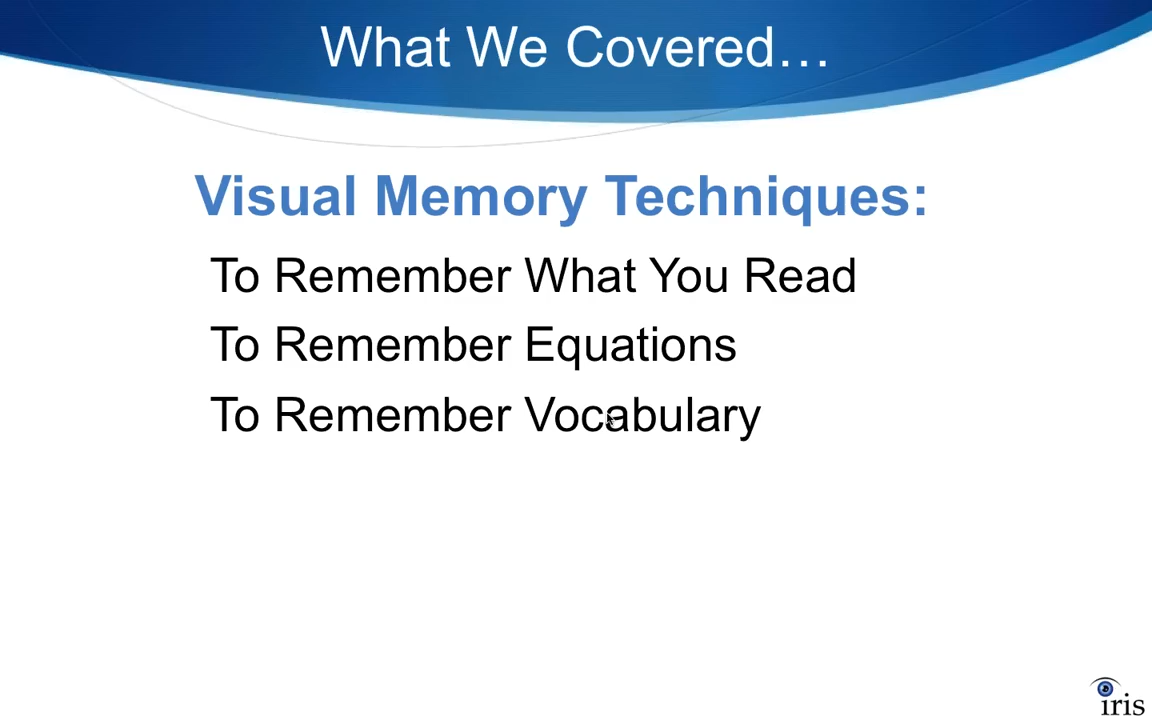 What We Covered…
Visual Memory Techniques:
To Remember What You Read
To Remember Equations
To Remember Vocabulary
iris